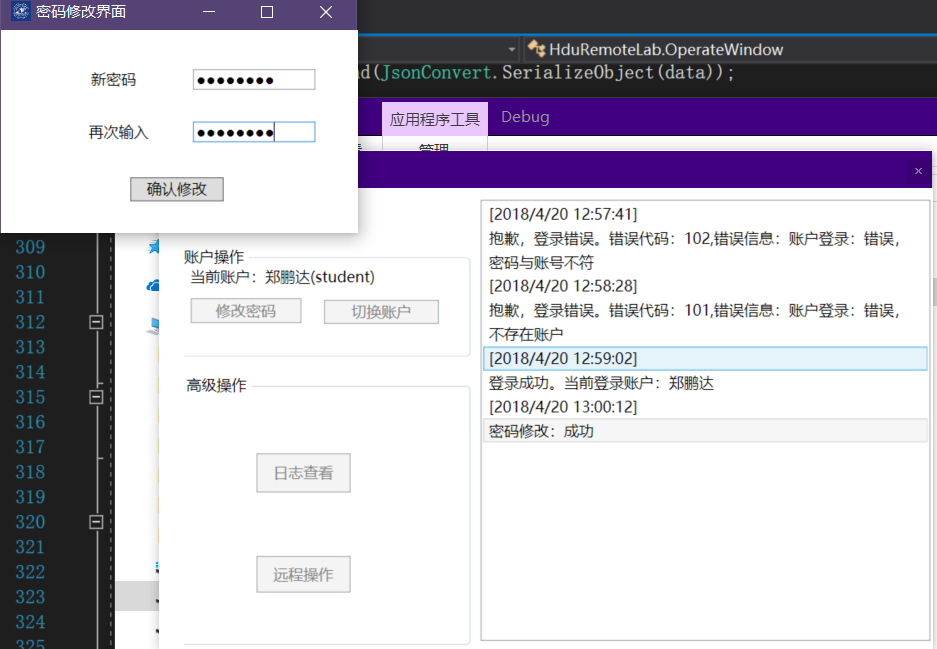 密码修改界面
新密码
●●●●●●●●
再次输入
●●●●●●●●
确认修改
HduRemoteLab.OperateWindow
nd(JsonConvert.SerializeObject(data));
应用程序工具
Debug
管理
账户操作
当前账户：郑鹏达(student)
修改密码
切换账户
高级操作
日志查看
远程操作
[2018/4/20 12:57:41]
抱歉，登录错误。错误代码：102,错误信息：账户登录：错误，
密码与账号不符
[2018/4/20 12:58:28]
抱歉，登录错误。错误代码：101,错误信息：账户登录：错误，
不存在账户
[2018/4/20 12:59:02]
登录成功。当前登录账户：郑鹏达
[2018/4/20 13:00:12]
密码修改：成功
309
310
311
312
313
314
315
316
317
318
319
320
321
322
323
324
325